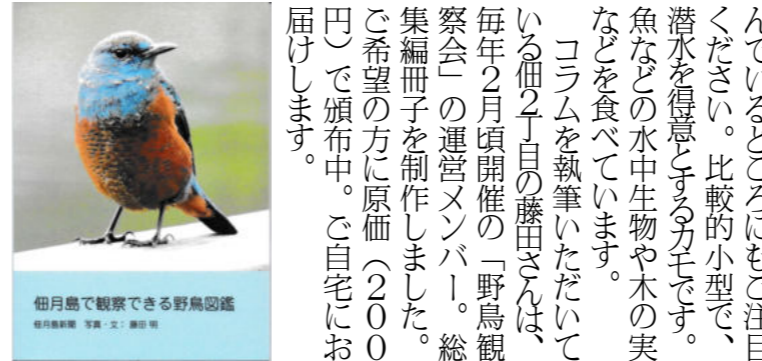 んでいるところにもご注目
ください。比較的小型で、
潜水を得意とするカモです。
魚などの水中生物や木の実
などを食べています。
コラムを執筆いただいて
いる佃2丁目の藤田さんは、
毎年2月頃開催の「野鳥観
察会」の運営メンバー。総
集編冊子を制作しました。
ご希望の方に原価（200
円）で頒布中。ご自宅にお
届けします。
佃月島で観察できる野鳥図鑑
佃月島新聞 写真・文：藤田 明